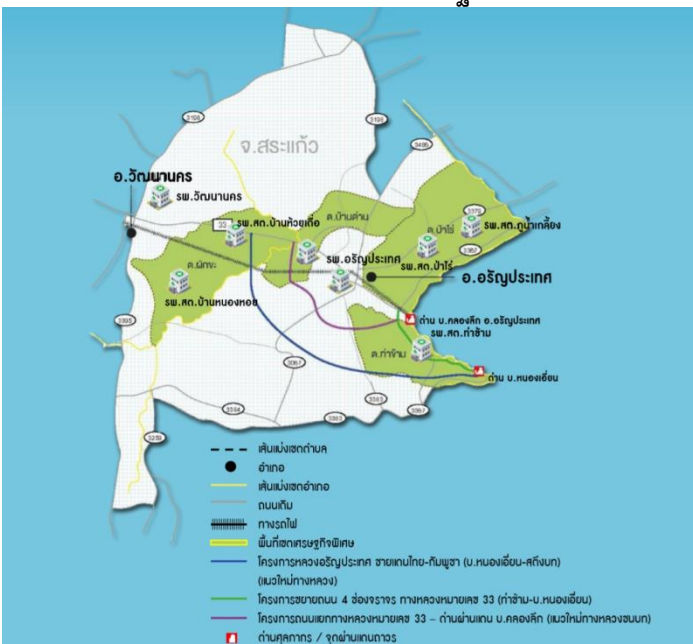 3198
3198
จ.สระแก้ว
3485
อ.วัฒนานคร
รพ.วัฒนานคร
33
รพ.สต.บ้านห้วยเดื่อ
ต.บ้านด่าน
ต.ป่าไร่
รพ.สต.ภูน้ำเกลี้ยง
3367
รพ.อรัญประเทศ
รพ.สต.ป่าไร่
อ.อรัญประเทศ
ต.ผักขะ
รพ.สต.บ้านหนองหอย
ด่าน บ.คลองลึก อ.อรัญประเทศ
รพ.สต.ท่าข้าม
3395
ต.ท่าข้าม
3067
ด่าน บ.หนองเอี่ยน
3384
3383
3067
เส้นแบ่งเขตตำบล
อำเภอ
เส้นแบ่งเขตอำเภอ
ถนนเดิม
ทางรถไฟ
พื้นที่เขตเศรษฐกิจพิเศษ
โครงการหลวงอรัญประเทศ ชายแดนไทย-กัมพูชา (บ.หนองเอี่ยน-สตึงบท)
(แนวใหม่ทางหลวง)
โครงการขยายถนน 4 ช่องจราจร ทางหลวงหมายเลข 33 (ท่าข้าม-บ.หนองเอี่ยน)
โครงการถนนแยกทางหลวงหมายเลข 33 – ด่านผ่านแดน บ.คลองลึก (แนวใหม่ทางหลวงชนบท)
ด่านศุลกากร / จุดผ่านแดนถาวร